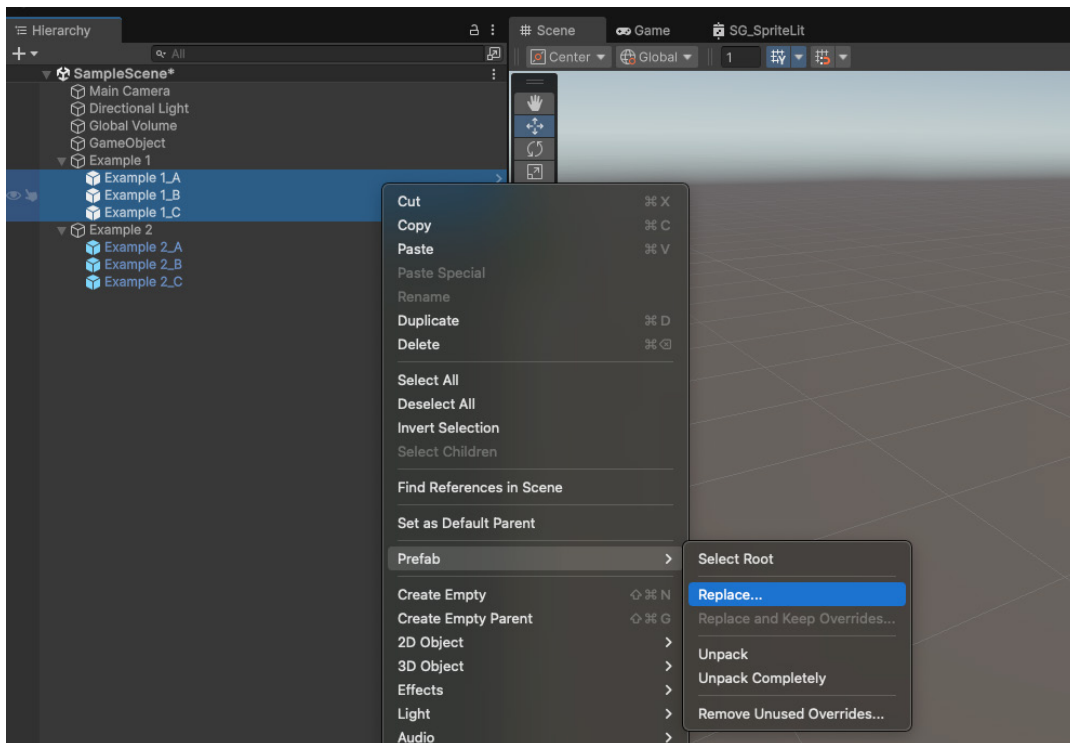 Hierarchy
All
SampleScene*
Main Camera
Directional Light
Global Volume
GameObject
Example 1
Example 1_A
Example 1_B
Example 1_C
Example 2
Example 2_A
Example 2_B
Example 2_C
Scene
Game
SG_SpriteLit
Center
Global
1
Cut ⌘ X
Copy ⌘ C
Paste ⌘ V
Paste Special
Rename
Duplicate ⌘ D
Delete ⌘ ⌫
Select All
Deselect All
Invert Selection
Select Children
Find References in Scene
Set as Default Parent
Prefab
Create Empty ⇧ ⌘ N
Create Empty Parent ⇧ ⌘ G
2D Object
3D Object
Effects
Light
Audio
Select Root
Replace...
Replace and Keep Overrides...
Unpack
Unpack Completely
Remove Unused Overrides...